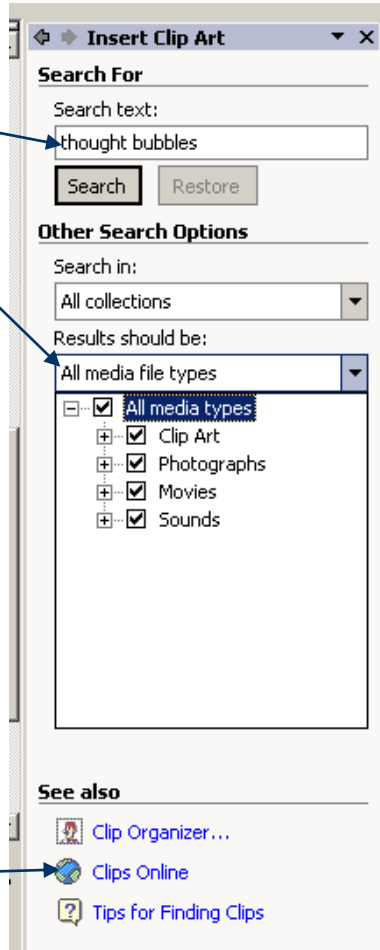 Insert Clip Art
Search For
Search text:
thought bubbles
Search Restore
Other Search Options
Search in:
All collections
Results should be:
All media file types
All media types
Clip Art
Photographs
Movies
Sounds
See also
Clip Organizer...
Clips Online
Tips for Finding Clips